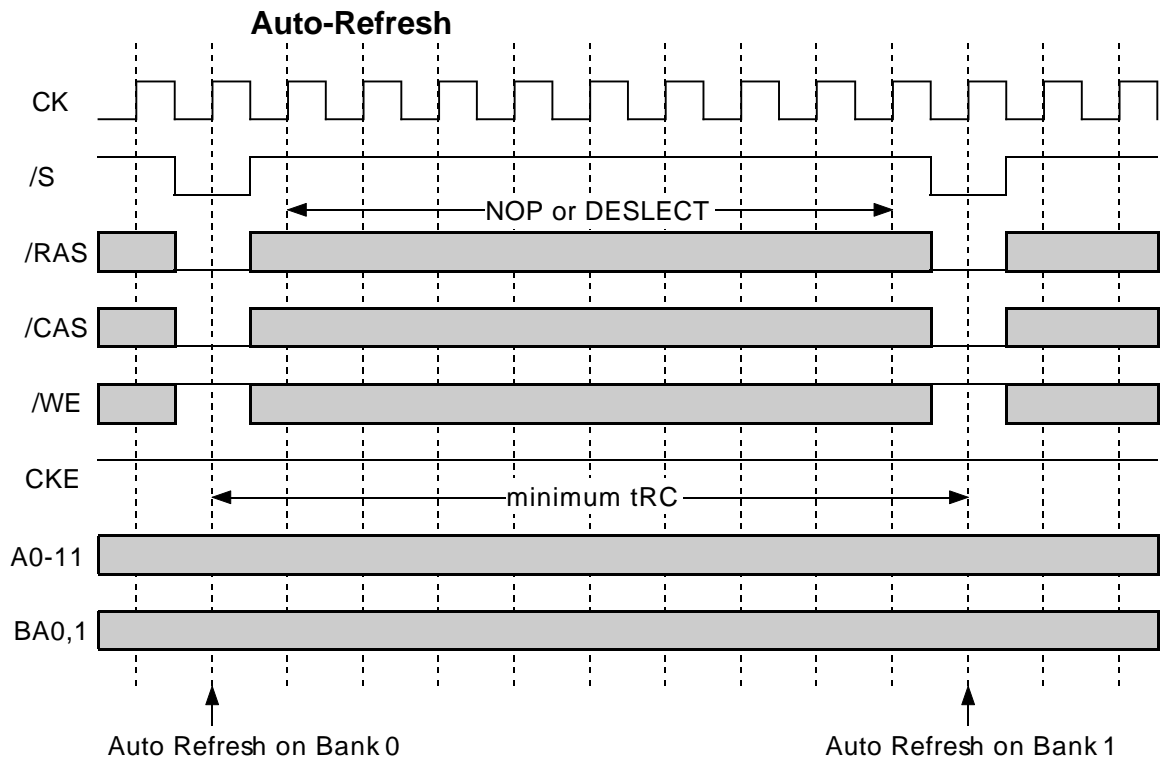 Auto-Refresh
CK
/S
NOP or DESLECT
/RAS
/CAS
/WE
CKE
minimum tRC
A0-11
BA0,1
Auto Refresh on Bank 0
Auto Refresh on Bank 1